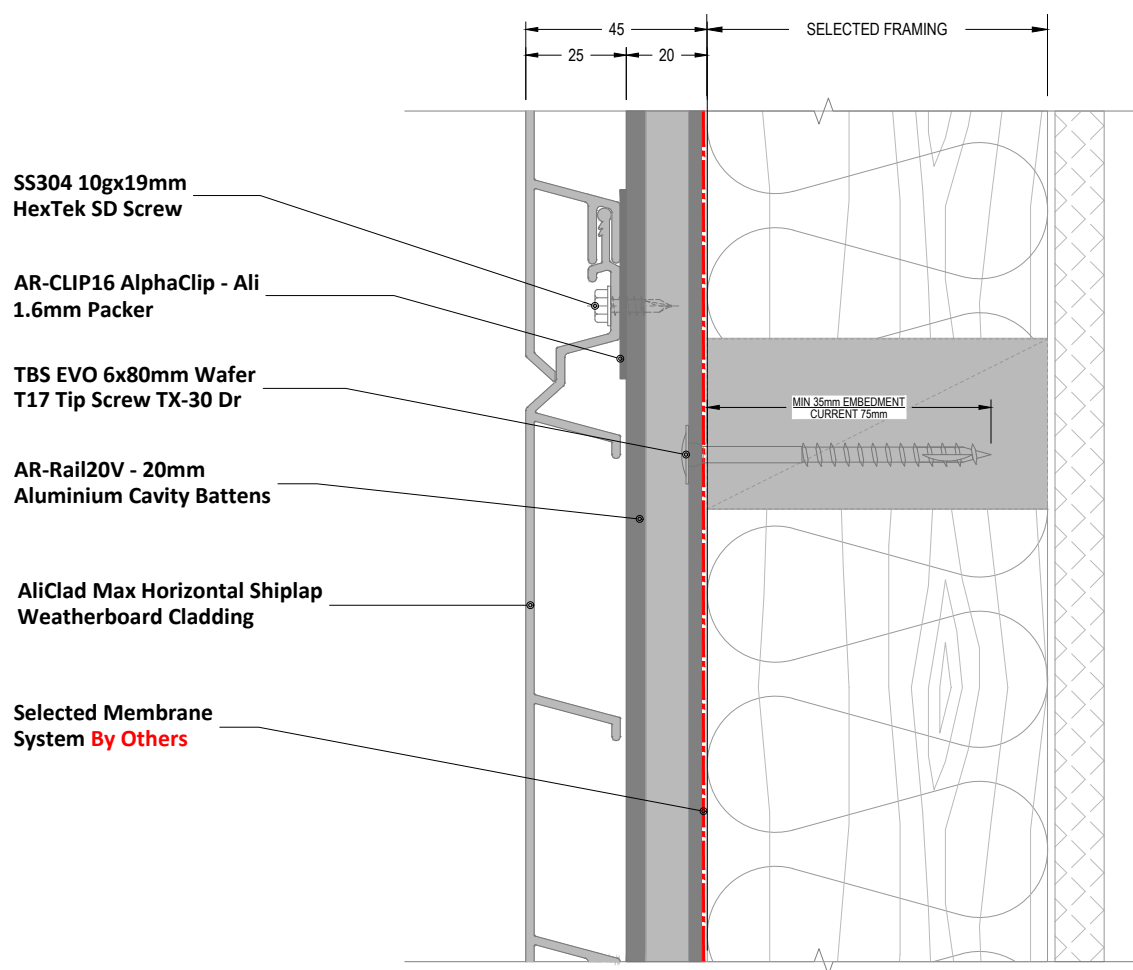 45
SELECTED FRAMING
25
20
SS304 10gx19mm
HexTek SD Screw
AR-CLIP16 AlphaClip - Ali
1.6mm Packer
TBS EVO 6x80mm Wafer
T17 Tip Screw TX-30 Dr
MIN 35mm EMBEDMENT
CURRENT 75mm
AR-Rail20V - 20mm
Aluminium Cavity Battens
AliClad Max Horizontal Shiplap
Weatherboard Cladding
Selected Membrane
System By Others